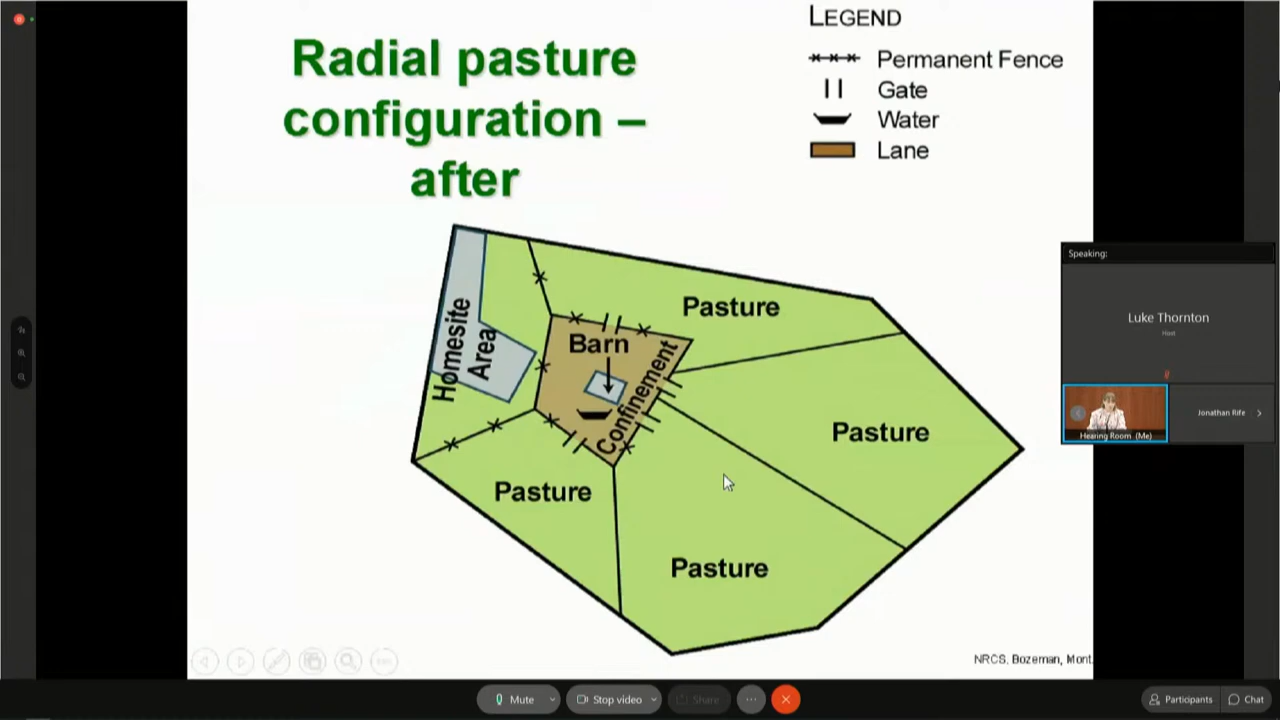 Radial pasture
configuration –
after
LEGEND
Permanent Fence
Gate
Water
Lane
Homesite
Area
Barn
Confinement
Pasture
Pasture
Pasture
Pasture
NRCS, Bozeman, Mont.
Speaking:
Luke Thornton
Host
Hearing Room (Me)
Jonathan Rife
Mute
Stop video
Share
Participants
Chat